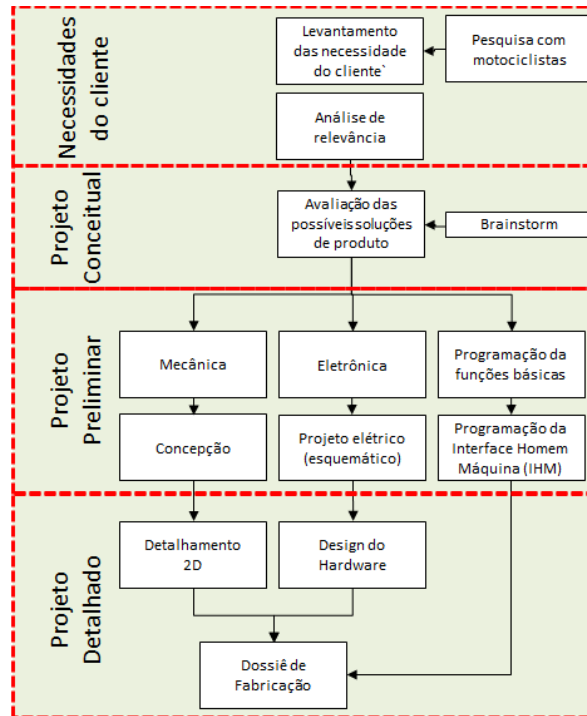 Necessidades
do cliente
Levantamento
das necessidade
do cliente`
Pesquisa com
motociclistas
Análise de
relevância
Projeto
Conceitual
Avaliação das
possíveis soluções
de produto
Brainstorm
Projeto
Preliminar
Mecânica
Eletrônica
Programação da
funções básicas
Concepção
Projeto elétrico
(esquemático)
Programação da
Interface Homem
Máquina (IHM)
Projeto
Detalhado
Detalhamento
2D
Design do
Hardware
Dossiê de
Fabricação